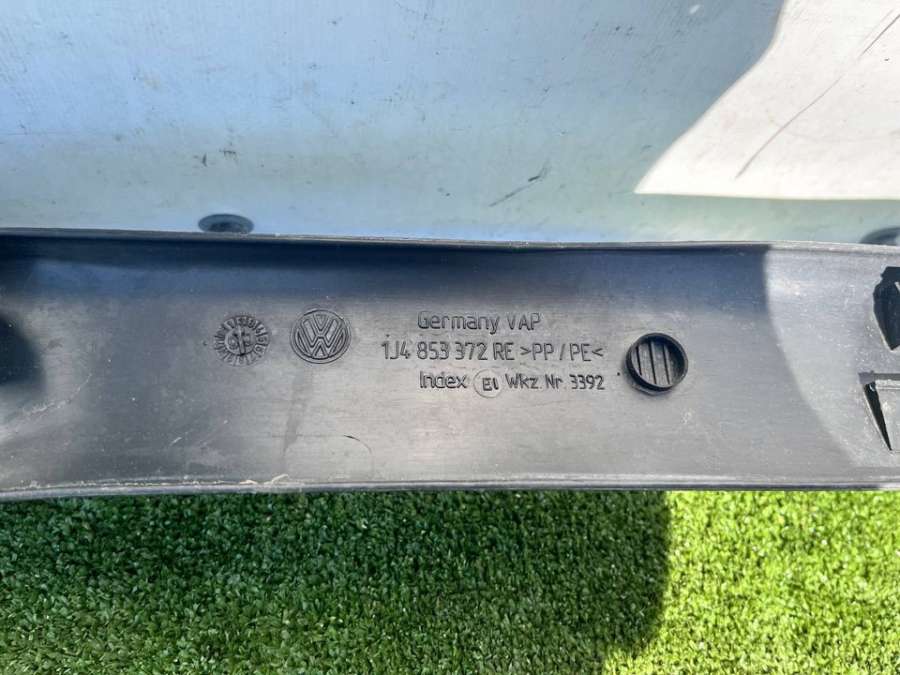 Germany VAP
1J4 853 372 RE >PP/PE<
Index E1 Wkz. Nr. 3392